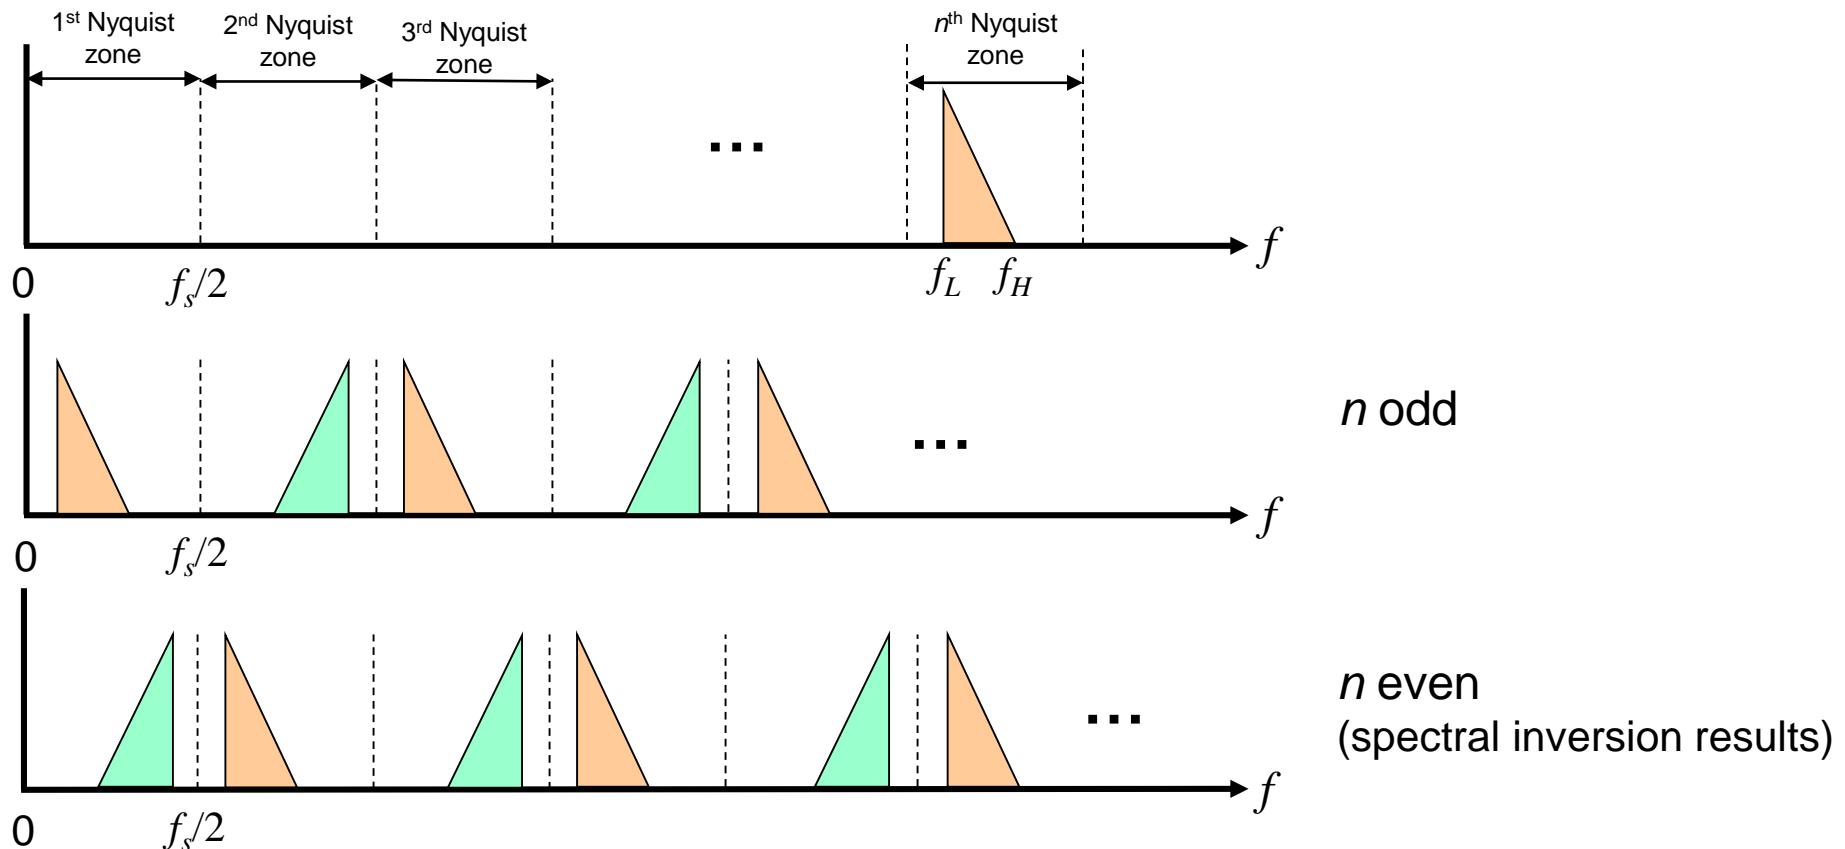 1st Nyquist zone
2nd Nyquist zone
3rd Nyquist zone
nth Nyquist zone
...
f
0
fs/2
fL
fH
...
n odd
f
0
fs/2
...
n even
(spectral inversion results)
f
0
fs/2